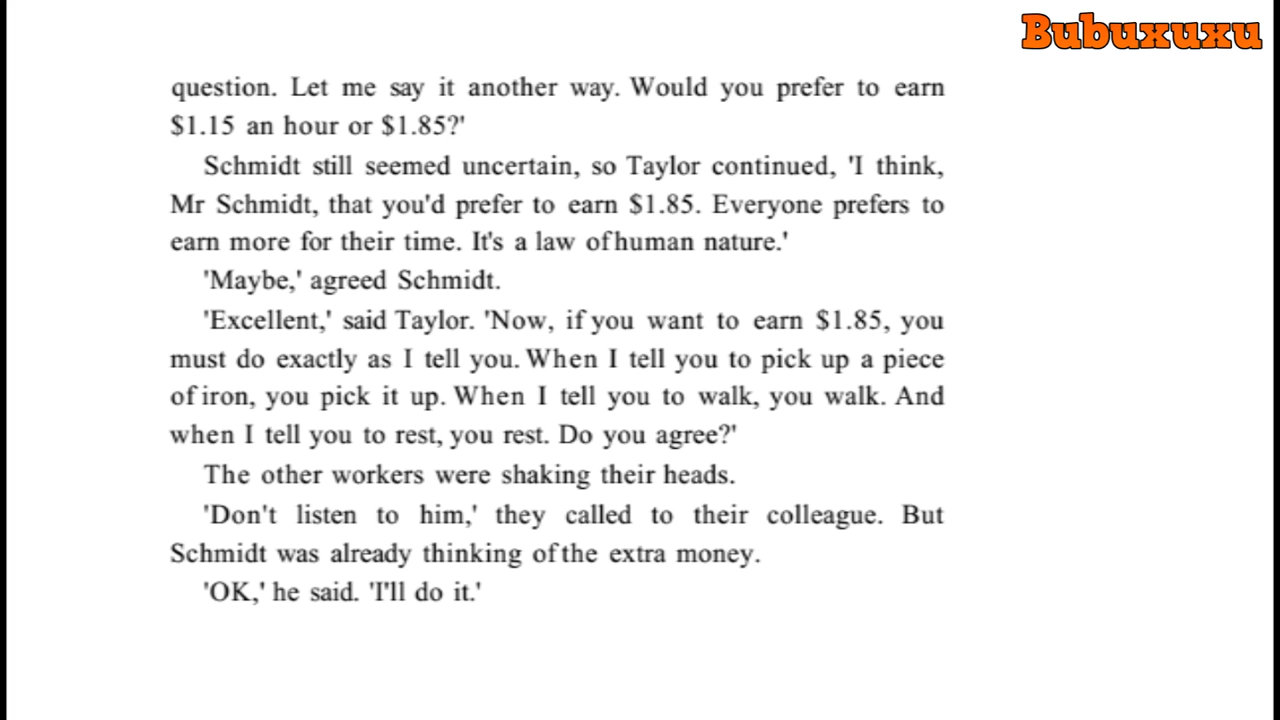 Bubuxuxu
question. Let me say it another way. Would you prefer to earn
$1.15 an hour or $1.85?'
Schmidt still seemed uncertain, so Taylor continued, 'I think,
Mr Schmidt, that you'd prefer to earn $1.85. Everyone prefers to
earn more for their time. It's a law of human nature.'
'Maybe,' agreed Schmidt.
'Excellent,' said Taylor. 'Now, if you want to earn $1.85, you
must do exactly as I tell you. When I tell you to pick up a piece
of iron, you pick it up. When I tell you to walk, you walk. And
when I tell you to rest, you rest. Do you agree?'
The other workers were shaking their heads.
'Don't listen to him,' they called to their colleague. But
Schmidt was already thinking of the extra money.
'OK,' he said. 'I'll do it.'